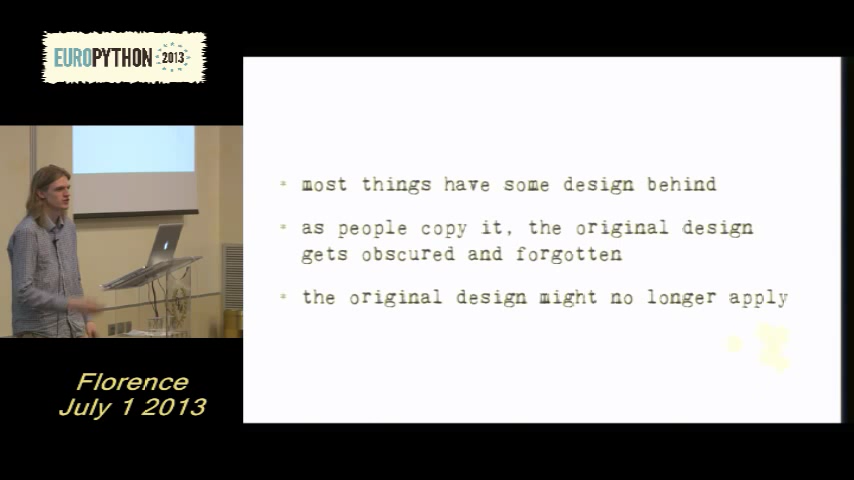 EUROPYTHON 2013
most things have some design behind
as people copy it, the original design
gets obscured and forgotten
the original design might no longer apply
Florence
July 1 2013